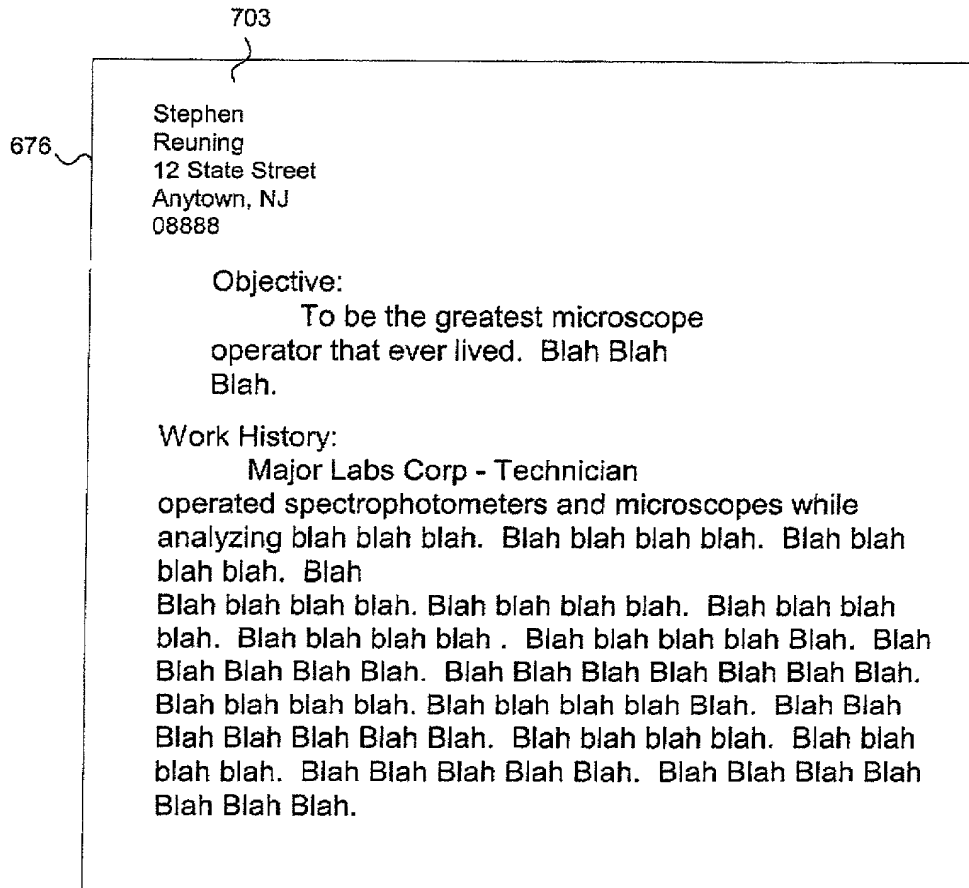 703
676
Stephen
Reuning
12 State Street
Anytown, NJ
08888
Objective:
To be the greatest microscope
operator that ever lived.  Blah Blah
Blah.
Work History:
Major Labs Corp - Technician
operated spectrophotometers and microscopes while
analyzing blah blah blah.  Blah blah blah blah.  Blah blah
blah blah.  Blah
Blah blah blah blah. Blah blah blah blah.  Blah blah blah
blah.  Blah blah blah blah .  Blah blah blah blah Blah.  Blah
Blah Blah Blah Blah.  Blah Blah Blah Blah Blah Blah Blah.
Blah blah blah blah. Blah blah blah blah Blah.  Blah Blah
Blah Blah Blah Blah Blah.  Blah blah blah blah.  Blah blah
blah blah.  Blah Blah Blah Blah Blah.  Blah Blah Blah Blah
Blah Blah Blah.